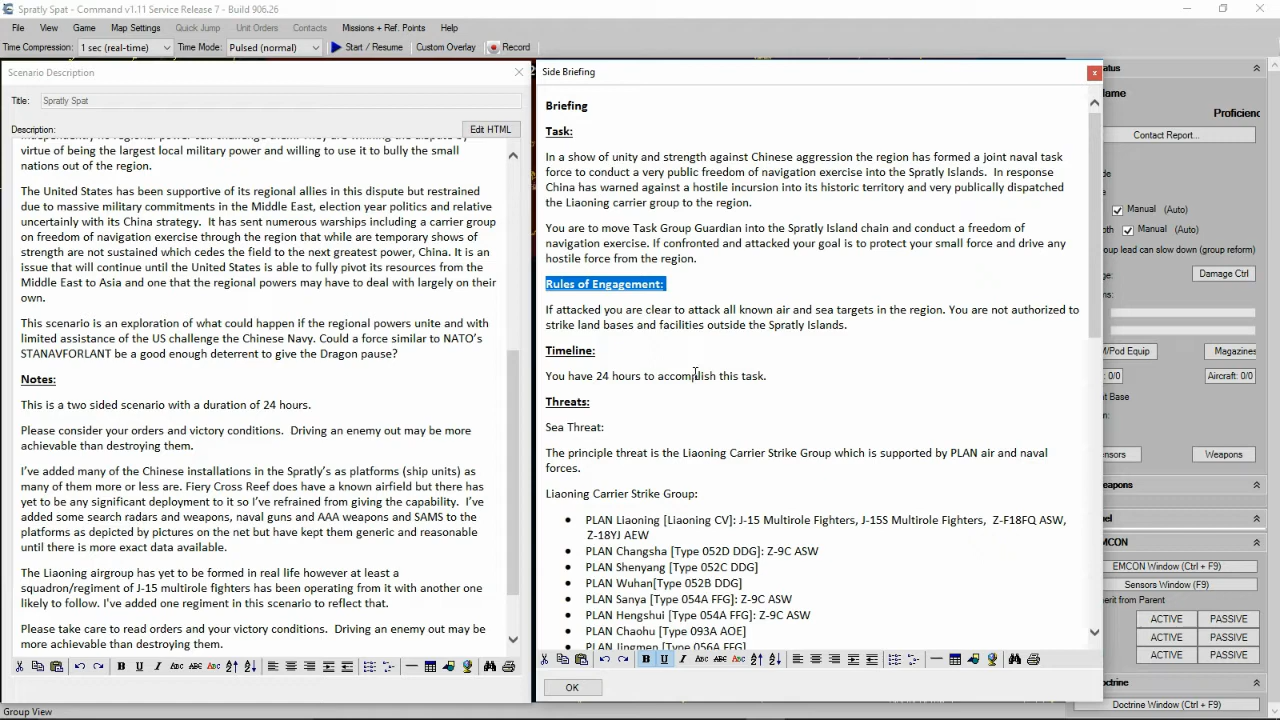 Spratly Spat - Command v1.11 Service Release 7 - Build 906.26
File View Game Map Settings Quick Jump Unit Orders Contacts Missions + Ref. Points Help
Time Compression: 1 sec (real-time) Time Mode: Pulsed (normal) Start / Resume Custom Overlay Record
Scenario Description
Title: Spratly Spat
Description: Edit HTML
virtue of being the largest local military power and willing to use it to bully the small
nations out of the region.
The United States has been supportive of its regional allies in this dispute but restrained
due to massive military commitments in the Middle East, election year politics and relative
uncertainly with its China strategy. It has sent numerous warships including a carrier group
on freedom of navigation exercise through the region that while are temporary shows of
strength are not sustained which cedes the field to the next greatest power, China. It is an
issue that will continue until the United States is able to fully pivot its resources from the
Middle East to Asia and one that the regional powers may have to deal with largely on their
own.
This scenario is an exploration of what could happen if the regional powers unite and with
limited assistance of the US challenge the Chinese Navy. Could a force similar to NATO's
STANAVFORLANT be a good enough deterrent to give the Dragon pause?
Notes:
This is a two sided scenario with a duration of 24 hours.
Please consider your orders and victory conditions. Driving an enemy out may be more
achievable than destroying them.
I've added many of the Chinese installations in the Spratly's as platforms (ship units) as
many of them more or less are. Fiery Cross Reef does have a known airfield but there has
yet to be any significant deployment to it so I've refrained from giving the capability. I've
added some search radars and weapons, naval guns and AAA weapons and SAMS to the
platforms as depicted by pictures on the net but have kept them generic and reasonable
until there is more exact data available.
The Liaoning airgroup has yet to be formed in real life however at least a
squadron/regiment of J-15 multirole fighters has been operating from it with another one
likely to follow. I've added one regiment in this scenario to reflect that.
Please take care to read orders and your victory conditions. Driving an enemy out may be
more achievable than destroying them.
Side Briefing
Briefing
Task:
In a show of unity and strength against Chinese aggression the region has formed a joint naval task
force to conduct a very public freedom of navigation exercise into the Spratly Islands. In response
China has warned against a hostile incursion into its historic territory and very publically dispatched
the Liaoning carrier group to the region.
You are to move Task Group Guardian into the Spratly Island chain and conduct a freedom of
navigation exercise. If confronted and attacked your goal is to protect your small force and drive any
hostile force from the region.
Rules of Engagement:
If attacked you are clear to attack all known air and sea targets in the region. You are not authorized to
strike land bases and facilities outside the Spratly Islands.
Timeline:
You have 24 hours to accomplish this task.
Threats:
Sea Threat:
The principle threat is the Liaoning Carrier Strike Group which is supported by PLAN air and naval
forces.
Liaoning Carrier Strike Group:
• PLAN Liaoning [Liaoning CV]: J-15 Multirole Fighters, J-15S Multirole Fighters, Z-F18FQ ASW,
Z-18YJ AEW
• PLAN Changsha [Type 052D DDG]: Z-9C ASW
• PLAN Shenyang [Type 052C DDG]
• PLAN Wuhan[Type 052B DDG]
• PLAN Sanya [Type 054A FFG]: Z-9C ASW
• PLAN Hengshui [Type 054A FFG]: Z-9C ASW
• PLAN Chaohu [Type 093A AOE]
• PLAN Jingmen [Type 056A FFG]
OK
atus
ame
Proficienc
Contact Report...
Manual (Auto)
Manual (Auto)
oup lead can slow down (group reform)
Damage Ctrl
M/Pod Equip Magazines
: 0/0 Aircraft: 0/0
t Base
nsors Weapons
eapons
el
MCON
EMCON Window (Ctrl + F9)
Sensors Window (F9)
herit from Parent
ACTIVE PASSIVE
ACTIVE PASSIVE
ACTIVE PASSIVE
octrine
Doctrine Window (Ctrl + F9)
Group View